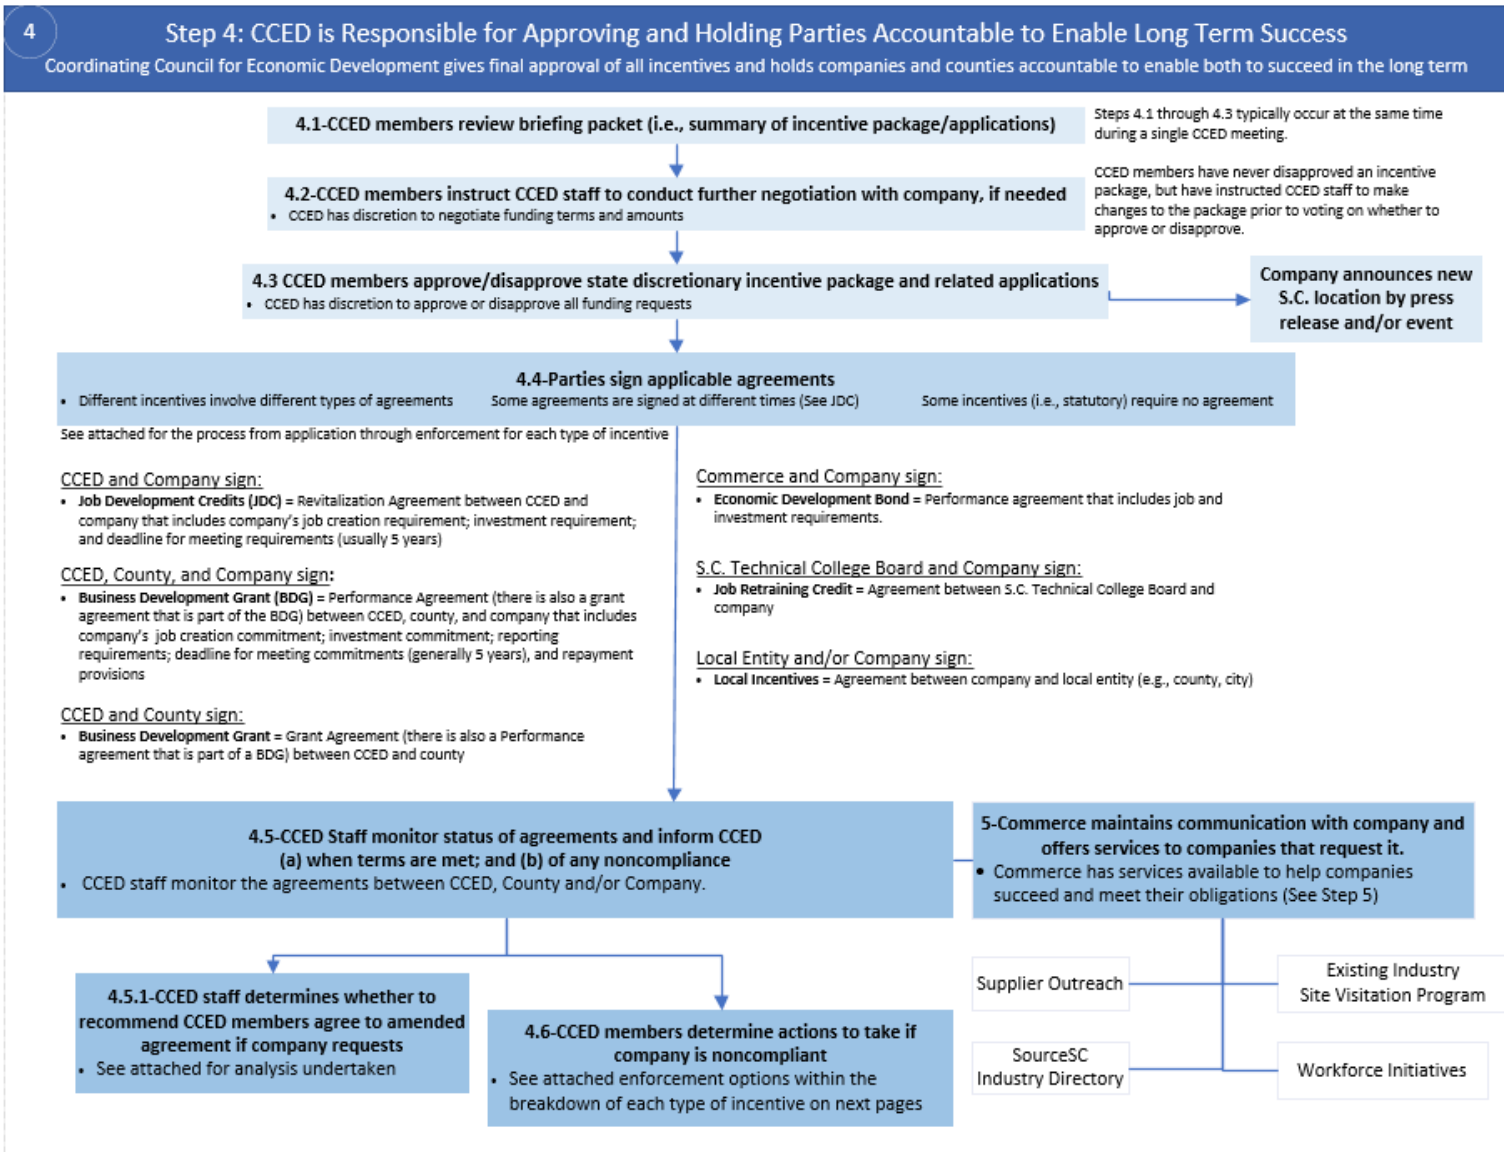 4
Step 4: CCED is Responsible for Approving and Holding Parties Accountable to Enable Long Term Success
Coordinating Council for Economic Development gives final approval of all incentives and holds companies and counties accountable to enable both to succeed in the long term
4.1-CCED members review briefing packet (i.e., summary of incentive package/applications)
Steps 4.1 through 4.3 typically occur at the same time
during a single CCED meeting.
4.2-CCED members instruct CCED staff to conduct further negotiation with company, if needed
• CCED has discretion to negotiate funding terms and amounts
CCED members have never disapproved an incentive
package, but have instructed CCED staff to make
changes to the package prior to voting on whether to
approve or disapprove.
4.3 CCED members approve/disapprove state discretionary incentive package and related applications
• CCED has discretion to approve or disapprove all funding requests
Company announces new
S.C. location by press
release and/or event
4.4-Parties sign applicable agreements
• Different incentives involve different types of agreements Some agreements are signed at different times (See JDC) Some incentives (i.e., statutory) require no agreement
See attached for the process from application through enforcement for each type of incentive
CCED and Company sign:
• Job Development Credits (JDC) = Revitalization Agreement between CCED and
company that includes company's job creation requirement; investment requirement;
and deadline for meeting requirements (usually 5 years)
CCED, County, and Company sign:
• Business Development Grant (BDG) = Performance Agreement (there is also a grant
agreement that is part of the BDG) between CCED, county, and company that includes
company's job creation commitment; investment commitment; reporting
requirements; deadline for meeting commitments (generally 5 years), and repayment
provisions
CCED and County sign:
• Business Development Grant = Grant Agreement (there is also a Performance
agreement that is part of a BDG) between CCED and county
Commerce and Company sign:
• Economic Development Bond = Performance agreement that includes job and
investment requirements.
S.C. Technical College Board and Company sign:
• Job Retraining Credit = Agreement between S.C. Technical College Board and
company
Local Entity and/or Company sign:
• Local Incentives = Agreement between company and local entity (e.g., county, city)
4.5-CCED Staff monitor status of agreements and inform CCED
(a) when terms are met; and (b) of any noncompliance
• CCED staff monitor the agreements between CCED, County and/or Company.
5-Commerce maintains communication with company and
offers services to companies that request it.
• Commerce has services available to help companies
succeed and meet their obligations (See Step 5)
4.5.1-CCED staff determines whether to
recommend CCED members agree to amended
agreement if company requests
• See attached for analysis undertaken
4.6-CCED members determine actions to take if
company is noncompliant
• See attached enforcement options within the
breakdown of each type of incentive on next pages
Supplier Outreach
Existing Industry
Site Visitation Program
SourceSC
Industry Directory
Workforce Initiatives